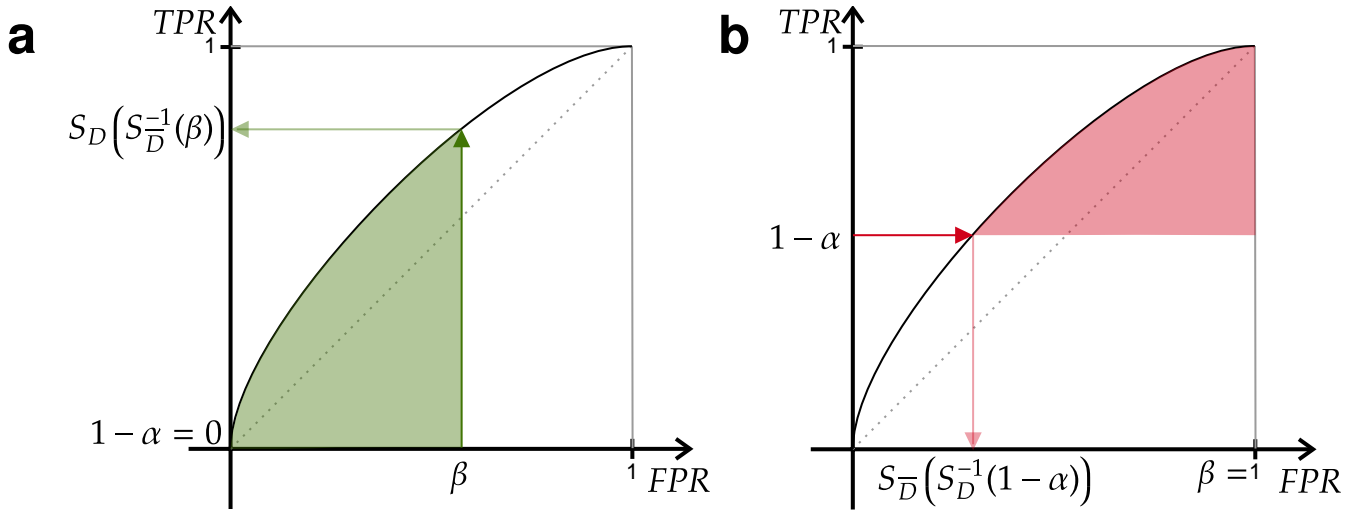 a
TPR
1
S_D(S_D̅^{-1}(β))
1 − α = 0
β
1
FPR
b
TPR
1
1 − α
S_D̅(S_D^{-1}(1 − α))
β =1
FPR